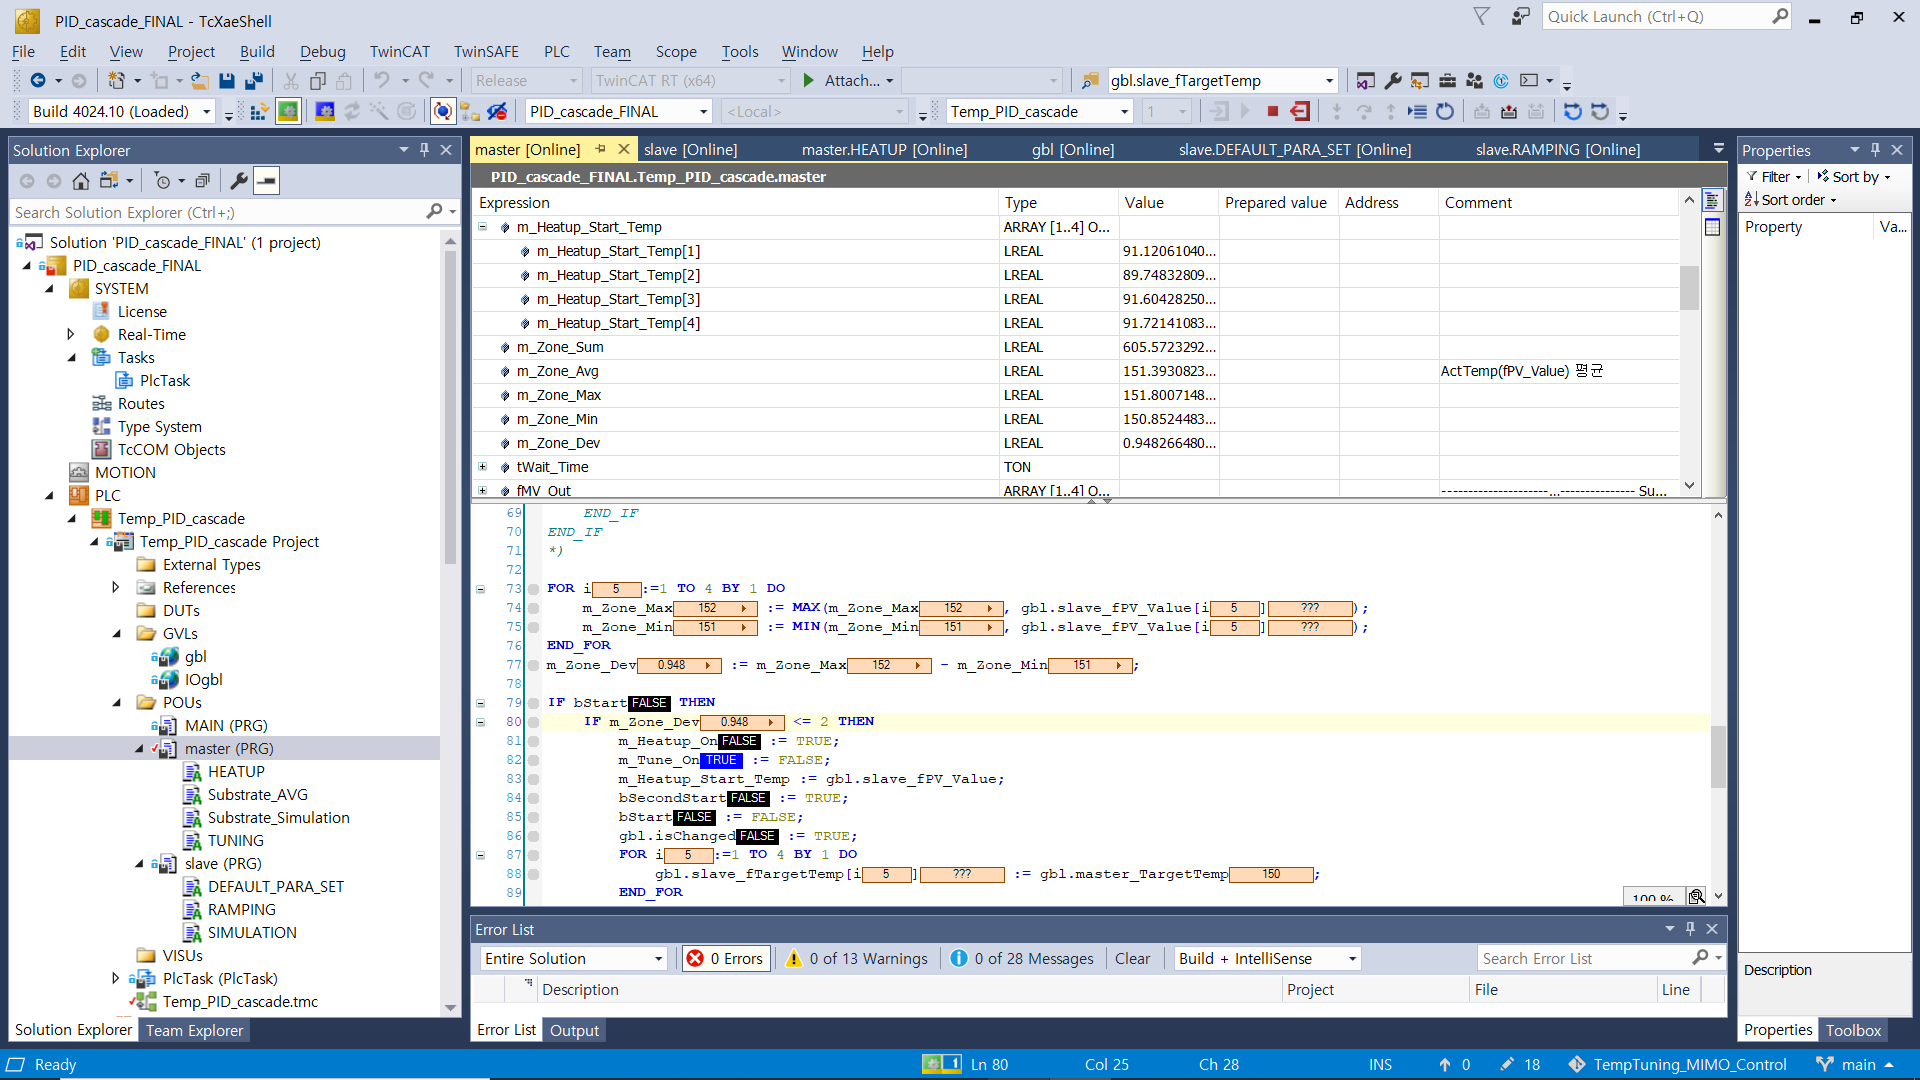 PID_cascade_FINAL - TcXaeShell
Quick Launch (Ctrl+Q)
File Edit View Project Build Debug TwinCAT TwinSAFE PLC Team Scope Tools Window Help
Release TwinCAT RT (x64) Attach... gbl.slave_fTargetTemp
Build 4024.10 (Loaded) PID_cascade_FINAL <Local> Temp_PID_cascade 1
Solution Explorer
Search Solution Explorer (Ctrl+;)
Solution 'PID_cascade_FINAL' (1 project)
PID_cascade_FINAL
SYSTEM
License
Real-Time
Tasks
PlcTask
Routes
Type System
TcCOM Objects
MOTION
PLC
Temp_PID_cascade
Temp_PID_cascade Project
External Types
References
DUTs
GVLs
gbl
IOgbl
POUs
MAIN (PRG)
master (PRG)
HEATUP
Substrate_AVG
Substrate_Simulation
TUNING
slave (PRG)
DEFAULT_PARA_SET
RAMPING
SIMULATION
VISUs
PlcTask (PlcTask)
Temp_PID_cascade.tmc
Solution Explorer Team Explorer
master [Online] slave [Online] master.HEATUP [Online] gbl [Online] slave.DEFAULT_PARA_SET [Online] slave.RAMPING [Online]
PID_cascade_FINAL.Temp_PID_cascade.master
Expression Type Value Prepared value Address Comment
m_Heatup_Start_Temp ARRAY [1..4] O...
m_Heatup_Start_Temp[1] LREAL 91.12061040...
m_Heatup_Start_Temp[2] LREAL 89.74832809...
m_Heatup_Start_Temp[3] LREAL 91.60428250...
m_Heatup_Start_Temp[4] LREAL 91.72141083...
m_Zone_Sum LREAL 605.5723292...
m_Zone_Avg LREAL 151.3930823... ActTemp(fPV_Value) 평균
m_Zone_Max LREAL 151.8007148...
m_Zone_Min LREAL 150.8524483...
m_Zone_Dev LREAL 0.948266480...
tWait_Time TON
fMV_Out ARRAY [1..4] O... ---------------------...--------------- Su...
69 END_IF
70 END_IF
71 *)
72
73 FOR i 5 :=1 TO 4 BY 1 DO
74 m_Zone_Max 152 := MAX(m_Zone_Max 152 , gbl.slave_fPV_Value[i 5 ] ??? );
75 m_Zone_Min 151 := MIN(m_Zone_Min 151 , gbl.slave_fPV_Value[i 5 ] ??? );
76 END_FOR
77 m_Zone_Dev 0.948 := m_Zone_Max 152 - m_Zone_Min 151 ;
78
79 IF bStart FALSE THEN
80 IF m_Zone_Dev 0.948 <= 2 THEN
81 m_Heatup_On FALSE := TRUE;
82 m_Tune_On TRUE := FALSE;
83 m_Heatup_Start_Temp := gbl.slave_fPV_Value;
84 bSecondStart FALSE := TRUE;
85 bStart FALSE := FALSE;
86 gbl.isChanged FALSE := TRUE;
87 FOR i 5 :=1 TO 4 BY 1 DO
88 gbl.slave_fTargetTemp[i 5 ] ??? := gbl.master_TargetTemp 150 ;
89 END_FOR
100 %
Error List
Entire Solution 0 Errors 0 of 13 Warnings 0 of 28 Messages Clear Build + IntelliSense Search Error List
Description Project File Line
Error List Output
Properties
Filter Sort by
Sort order
Property Va...
Description
Properties Toolbox
Ready 1 Ln 80 Col 25 Ch 28 INS 0 18 TempTuning_MIMO_Control main